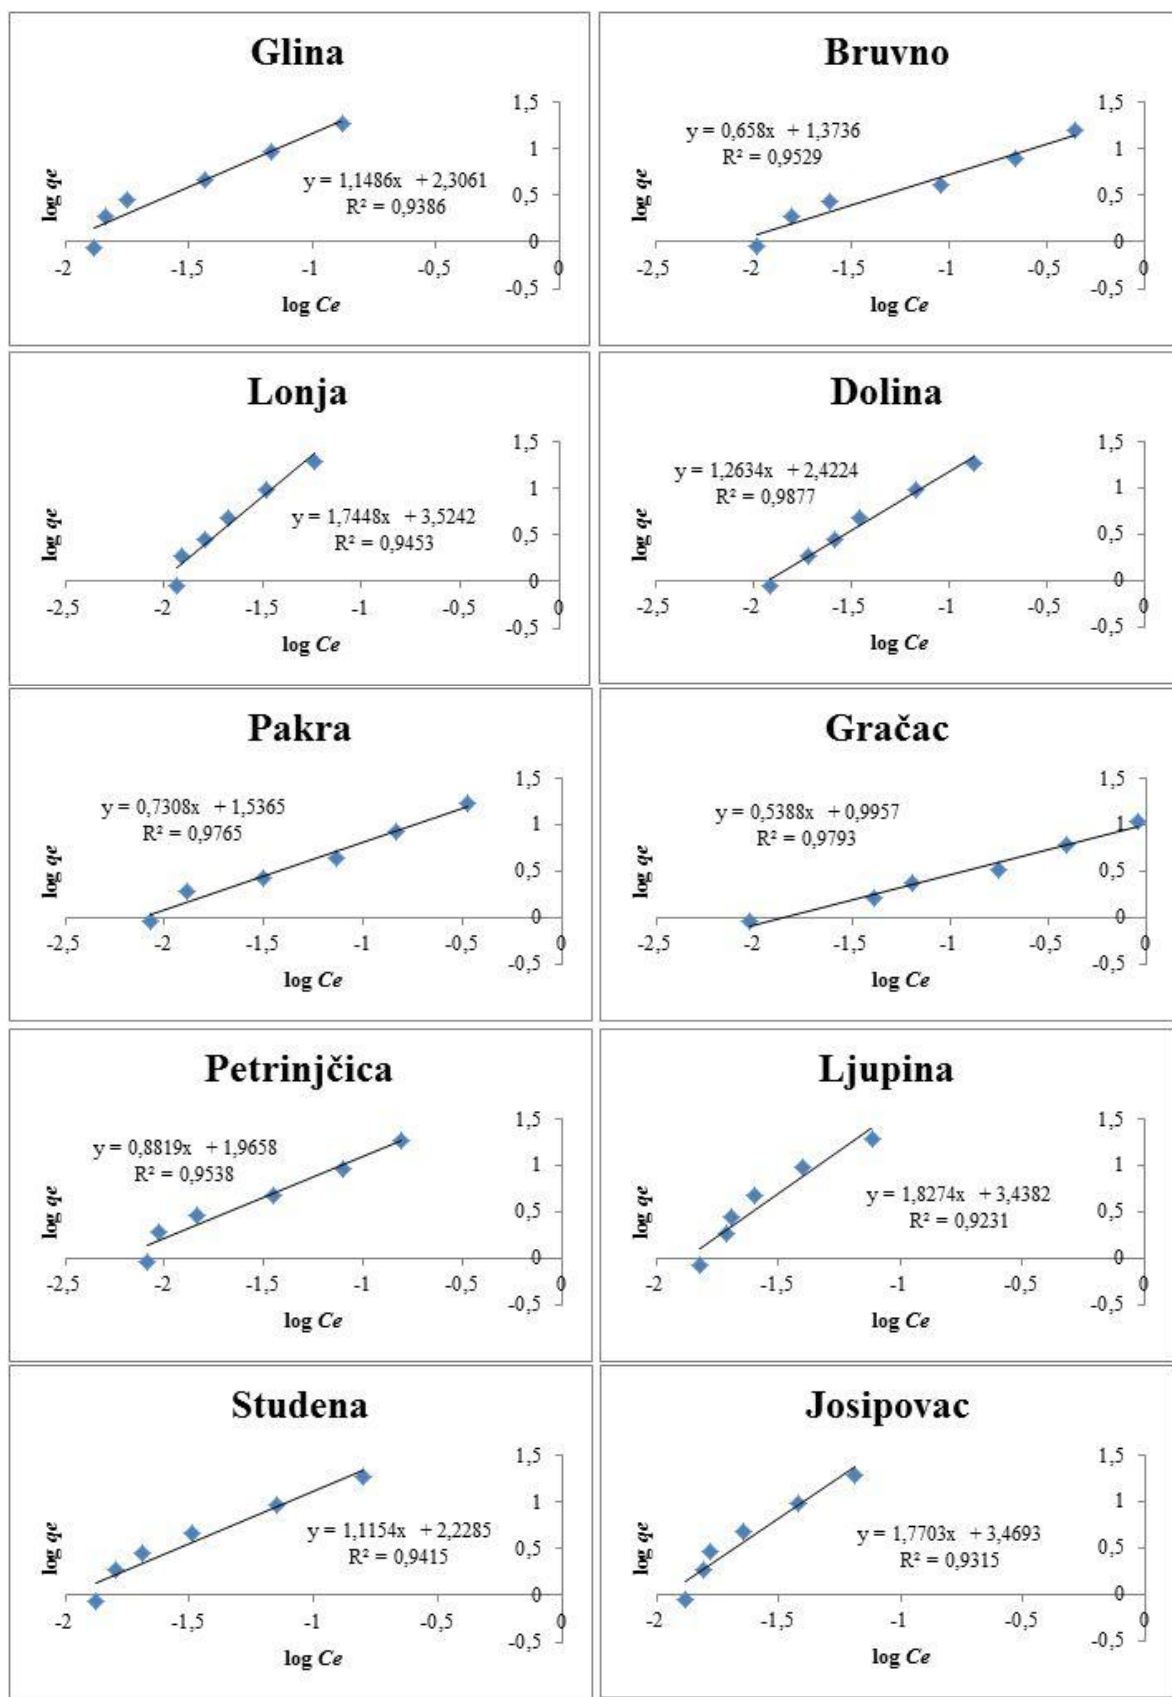 Glina
1,5
1
0,5
0
-0,5
-2
-1,5
-1
-0,5
0
y = 1,1486x + 2,3061
R² = 0,9386
log qe
log Ce
Bruvno
1,5
1
0,5
0
-0,5
-2,5
-2
-1,5
-1
-0,5
0
y = 0,658x + 1,3736
R² = 0,9529
log qe
log Ce
Lonja
1,5
1
0,5
0
-0,5
-2,5
-2
-1,5
-1
-0,5
0
y = 1,7448x + 3,5242
R² = 0,9453
log qe
log Ce
Dolina
1,5
1
0,5
0
-0,5
-2,5
-2
-1,5
-1
-0,5
0
y = 1,2634x + 2,4224
R² = 0,9877
log qe
log Ce
Pakra
1,5
1
0,5
0
-0,5
-2,5
-2
-1,5
-1
-0,5
0
y = 0,7308x + 1,5365
R² = 0,9765
log qe
log Ce
Gračac
1,5
1
0,5
0
-0,5
-2,5
-2
-1,5
-1
-0,5
0
y = 0,5388x + 0,9957
R² = 0,9793
log qe
log Ce
Petrinjčica
1,5
1
0,5
0
-0,5
-2,5
-2
-1,5
-1
-0,5
0
y = 0,8819x + 1,9658
R² = 0,9538
log qe
log Ce
Ljupina
1,5
1
0,5
0
-0,5
-2
-1,5
-1
-0,5
0
y = 1,8274x + 3,4382
R² = 0,9231
log qe
log Ce
Studena
1,5
1
0,5
0
-0,5
-2
-1,5
-1
-0,5
0
y = 1,1154x + 2,2285
R² = 0,9415
log qe
log Ce
Josipovac
1,5
1
0,5
0
-0,5
-2
-1,5
-1
-0,5
0
y = 1,7703x + 3,4693
R² = 0,9315
log qe
log Ce